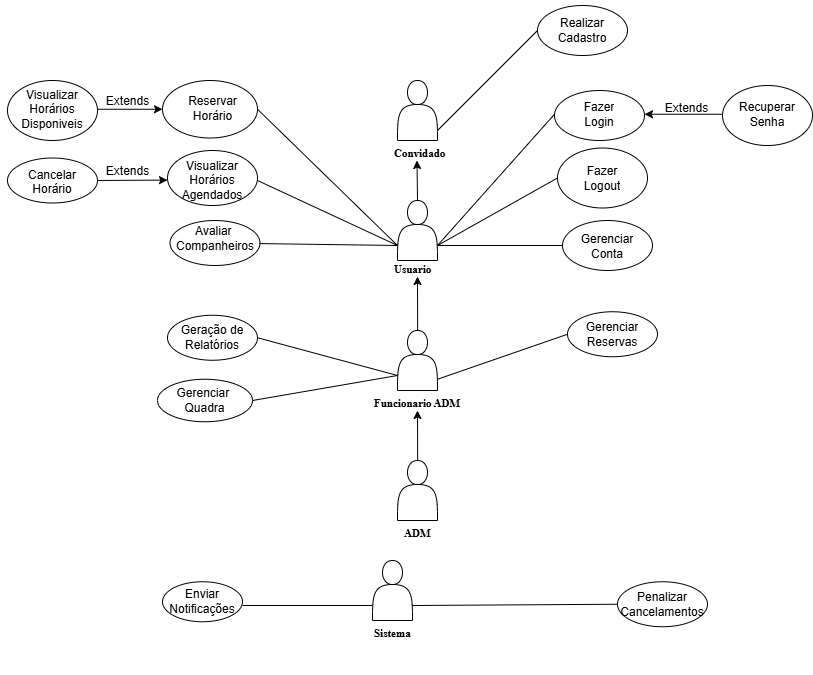 Realizar
Cadastro
Visualizar
Horários
Disponiveis
Extends
Reservar
Horário
Convidado
Fazer
Login
Extends
Recuperar
Senha
Cancelar
Horário
Extends
Visualizar
Horários
Agendados
Fazer
Logout
Avaliar
Companheiros
Usuario
Gerenciar
Conta
Geração de
Relatórios
Gerenciar
Reservas
Gerenciar
Quadra
Funcionario ADM
ADM
Enviar
Notificações
Sistema
Penalizar
Cancelamentos